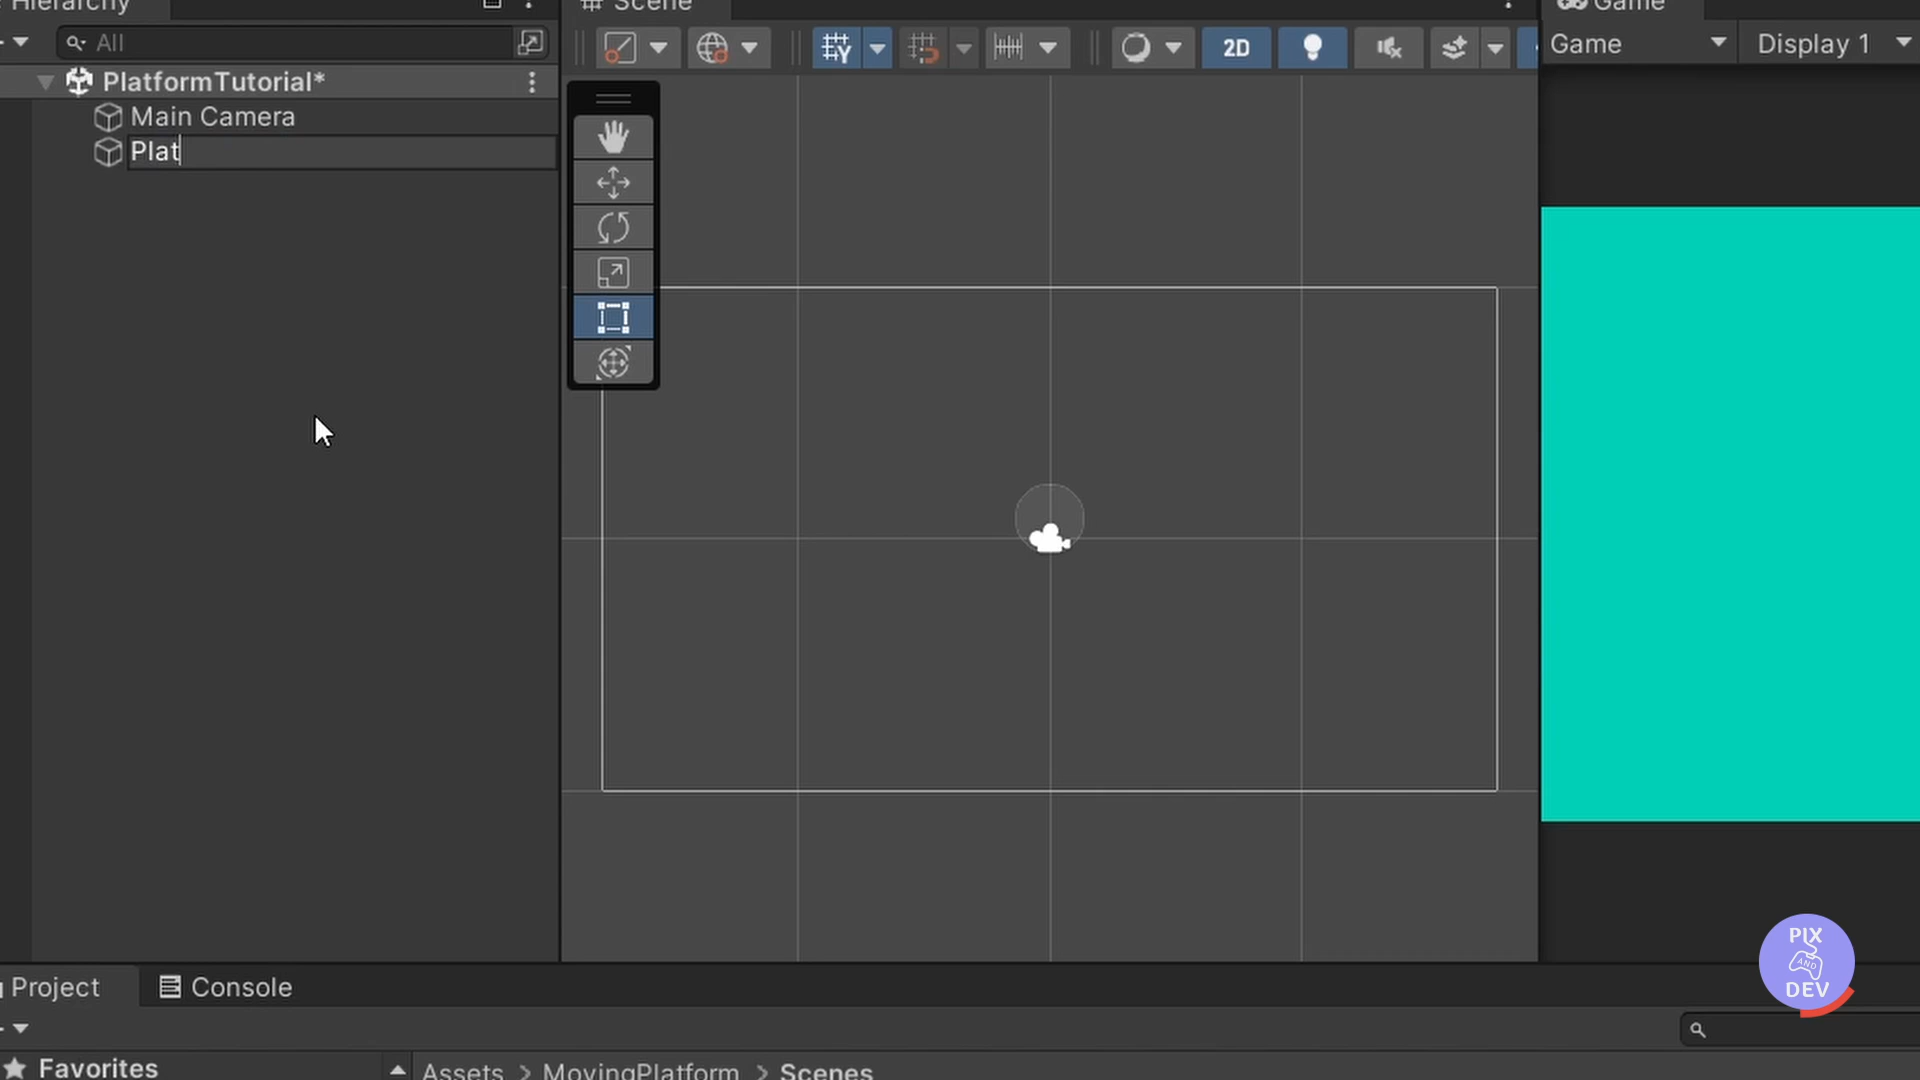 Hierarchy
Scene
Game
All
2D
Game
Display 1
PlatformTutorial*
Main Camera
Plat
PIX
AND
DEV
Project
Console
Favorites
Assets > MovingPlatform > Scenes